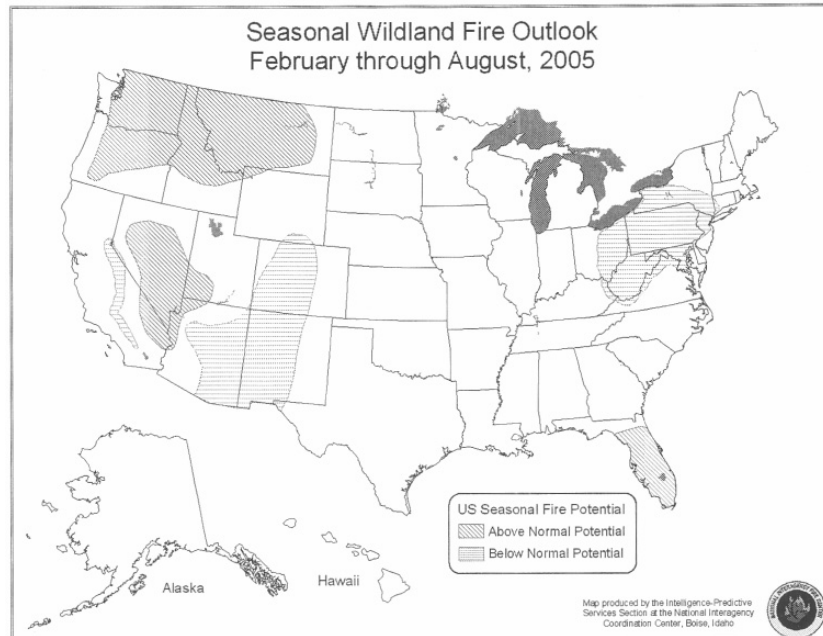 Seasonal Wildland Fire Outlook
February through August, 2005
US Seasonal Fire Potential
Above Normal Potential
Below Normal Potential
Alaska
Hawaii
Map produced by the Intelligence-Predictive
Services Section at the National Interagency
Coordination Center, Boise, Idaho